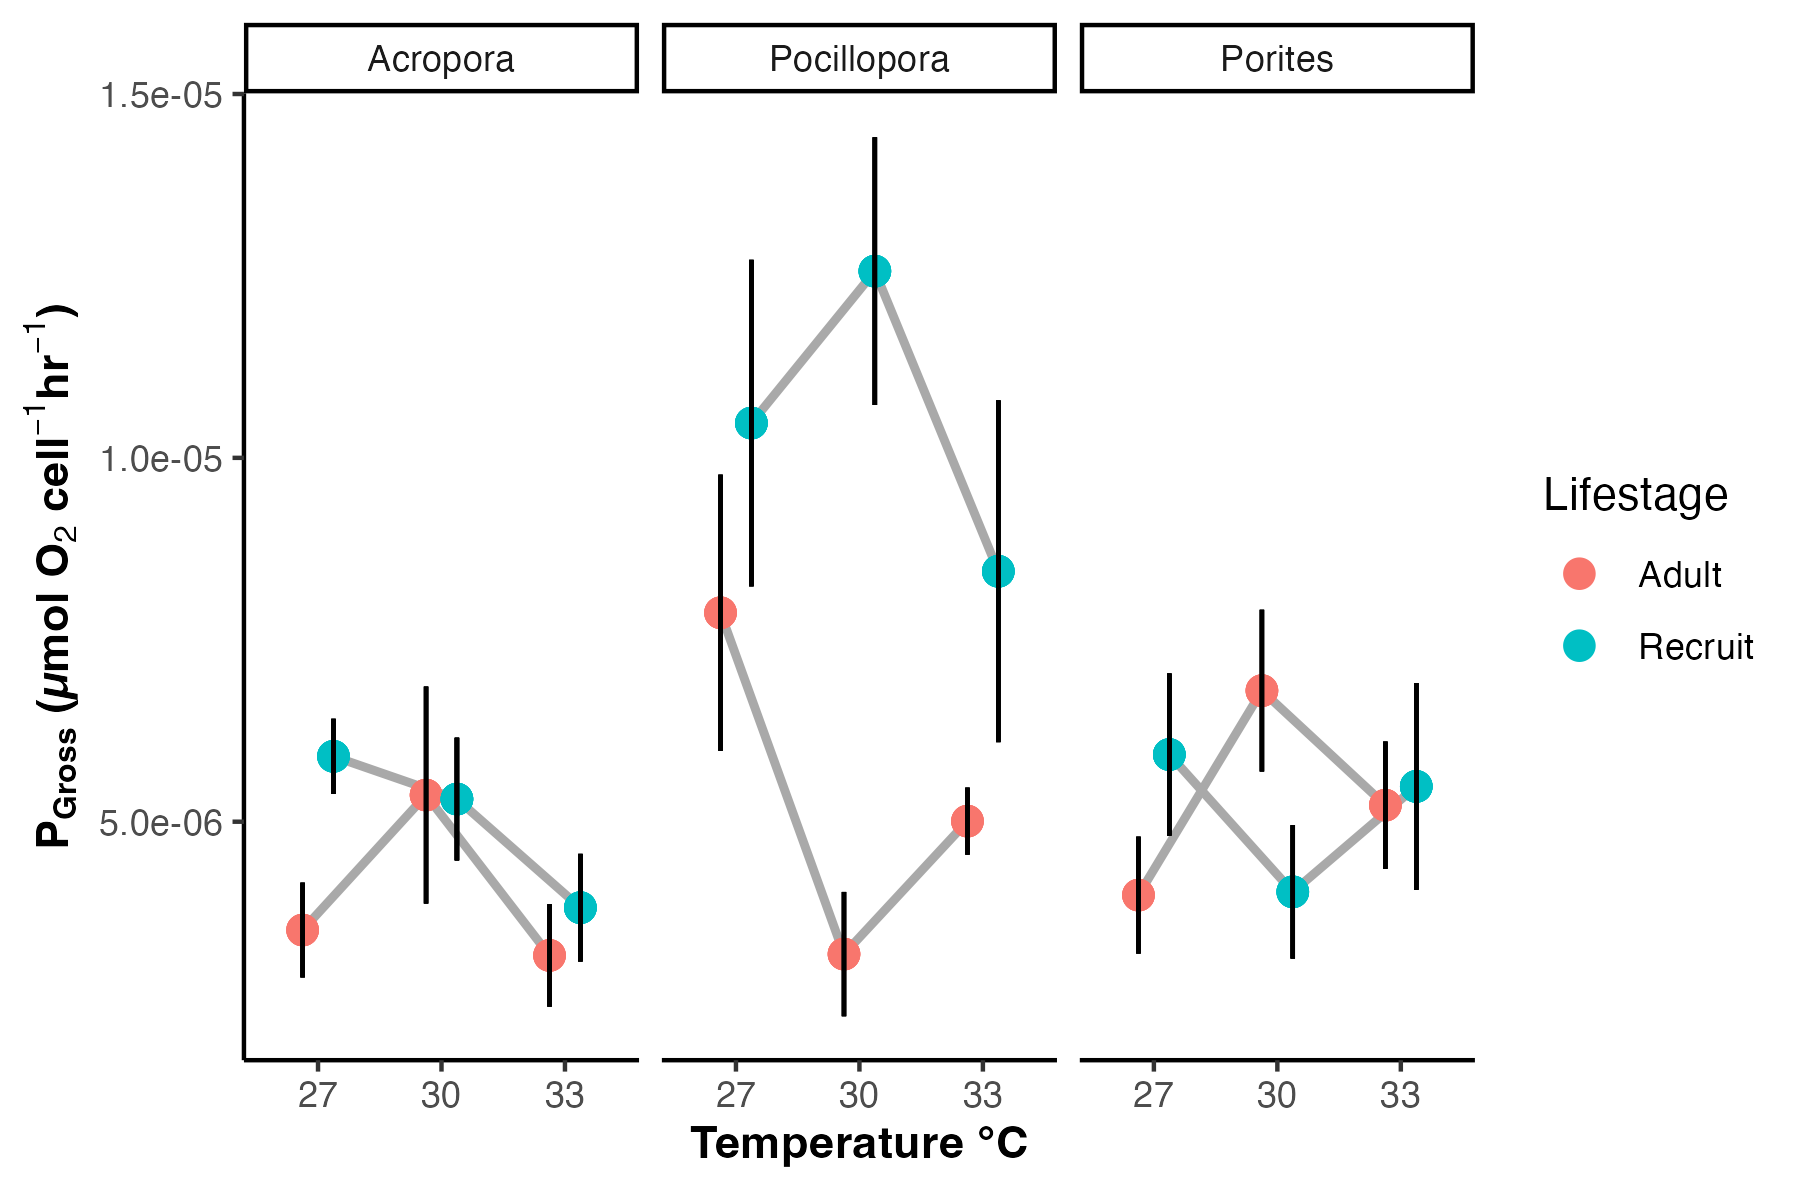 Acropora Pocillopora Porites
1.5e-05
1.0e-05
5.0e-06
P_Gross (µmol O₂ cell⁻¹hr⁻¹)
27 30 33 27 30 33 27 30 33
Temperature °C
Lifestage
Adult
Recruit